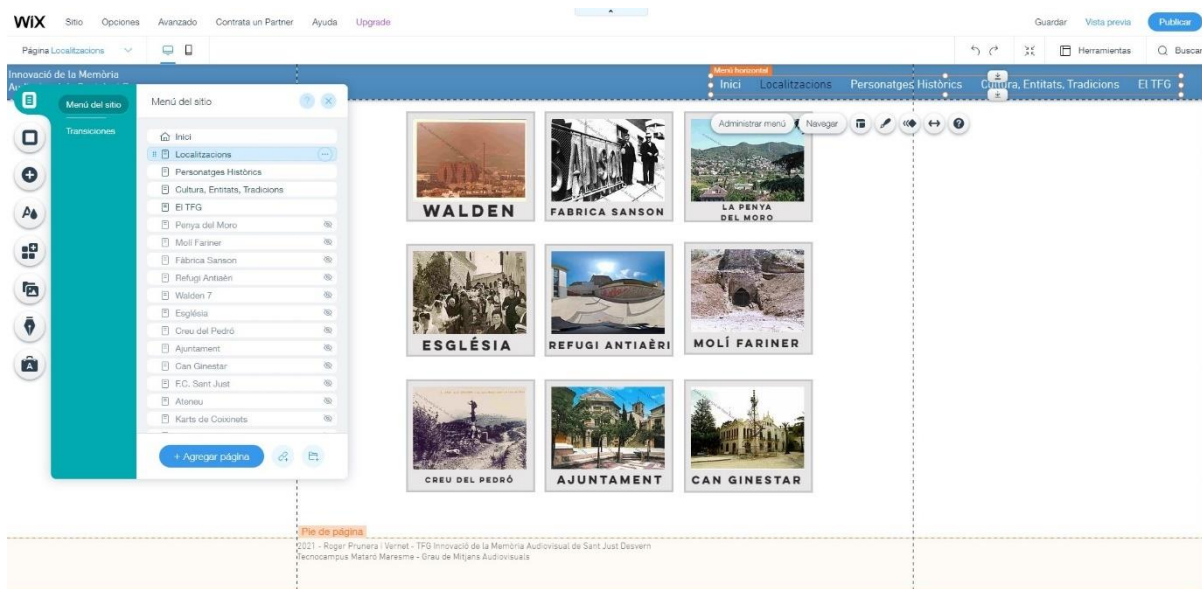 WiX Sitio Opciones Avanzado Contrata un Partner Ayuda Upgrade Guardar Vista previa Publicar
Página Localitzacions Herramientas Buscar
Innovació de la Memòria
Menú horizontal
Inici Localitzacions Personatges Històrics Cultura, Entitats, Tradicions El TFG
Administrar menú Navegar
Menú del sitio
Transiciones
Menú del sitio
Inici
Localitzacions
Personatges Històrics
Cultura, Entitats, Tradicions
El TFG
Penya del Moro
Molí Fariner
Fàbrica Sanson
Refugi Antiaèri
Walden 7
Església
Creu del Pedró
Ajuntament
Can Ginestar
F.C. Sant Just
Ateneu
Karts de Coixinets
+ Agregar página
WALDEN
SANSON
FÀBRICA SANSON
LA PENYA
DEL MORO
ESGLÉSIA
REFUGI ANTIAÈRI
MOLÍ FARINER
CREU DEL PEDRÓ
AJUNTAMENT
CAN GINESTAR
Pie de página
2021 - Roger Prunera i Vernet - TFG Innovació de la Memòria Audiovisual de Sant Just Desvern
Tecnocampus Mataró Maresme - Grau de Mitjans Audiovisuals